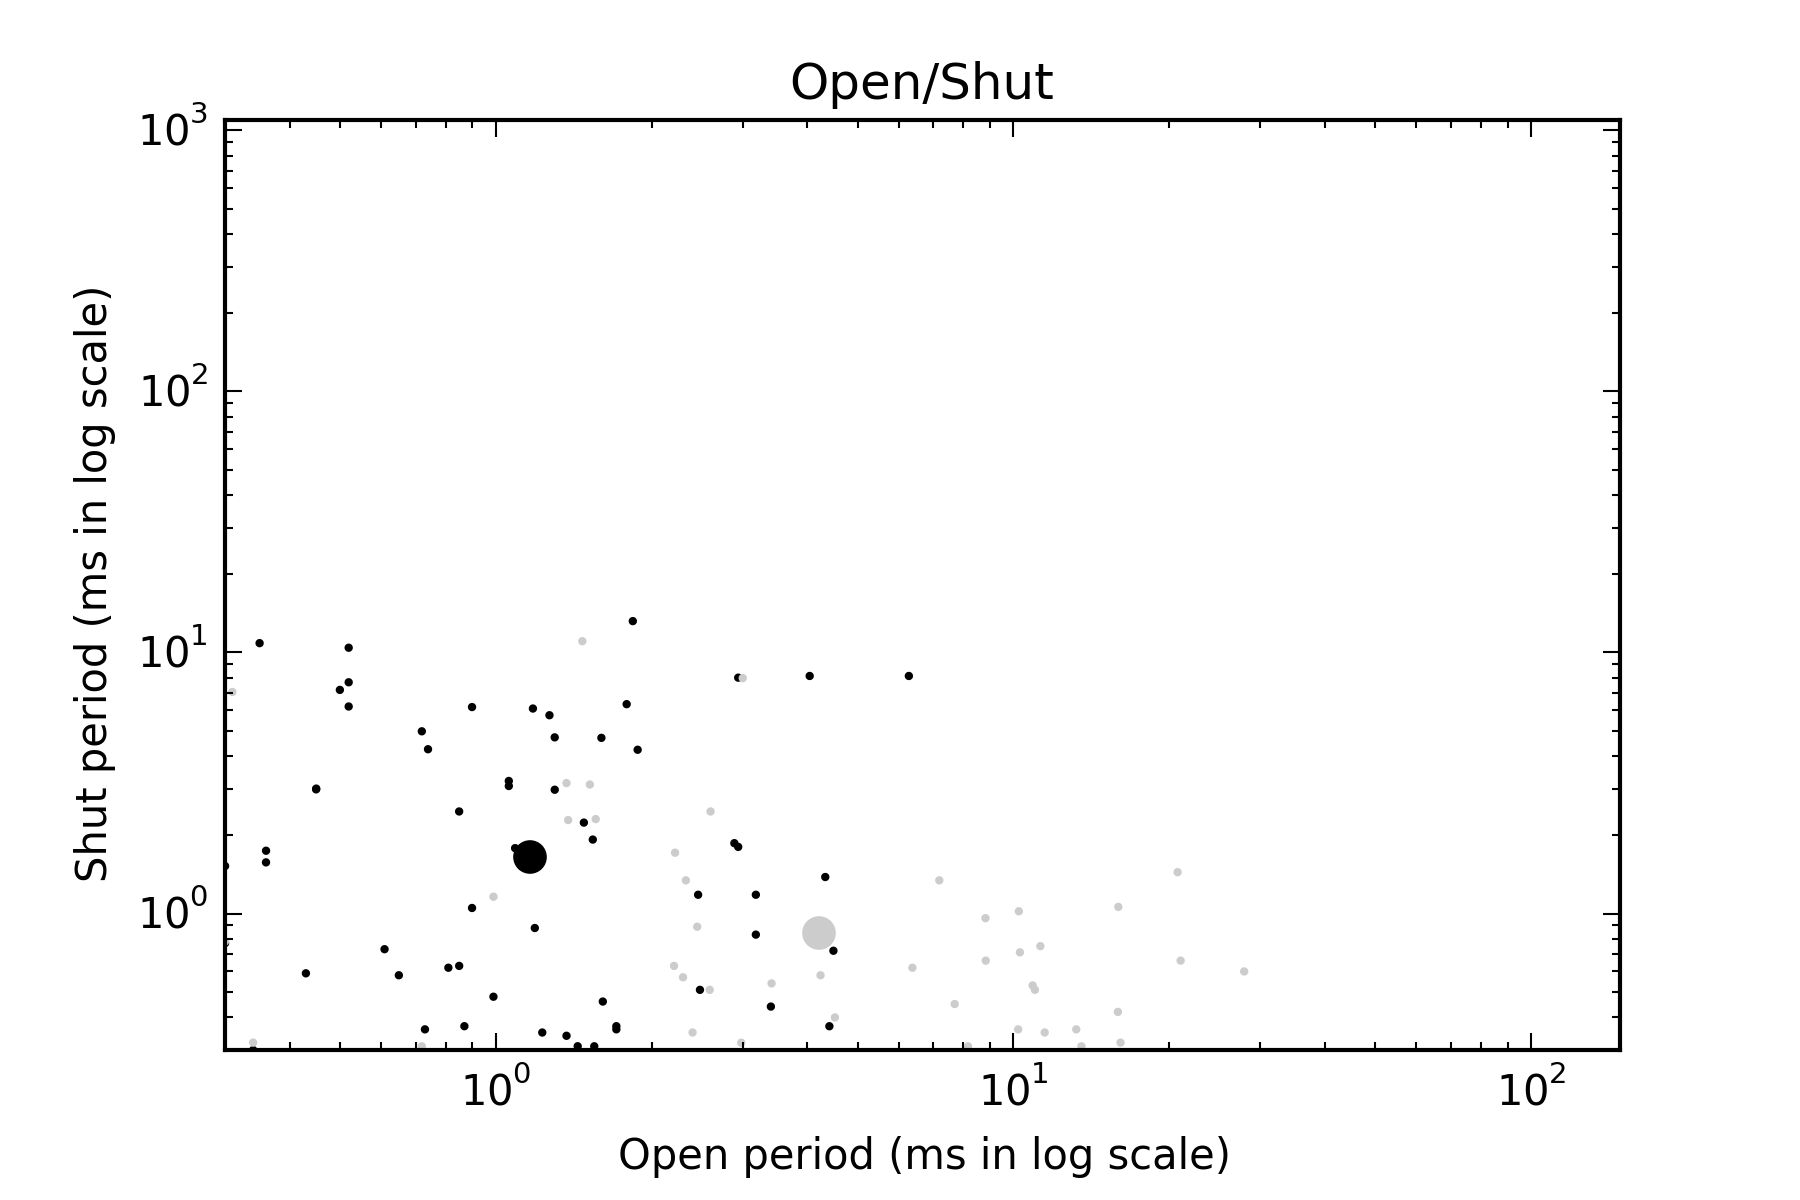 Open/Shut
10³
10²
10¹
10⁰
Shut period (ms in log scale)
10⁰ 10¹ 10²
Open period (ms in log scale)